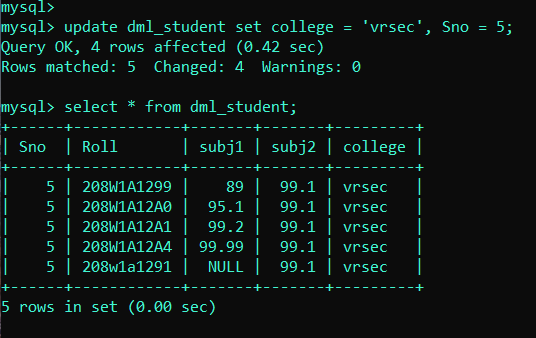 mysql>
mysql> update dml_student set college = 'vrsec', Sno = 5;
Query OK, 4 rows affected (0.42 sec)
Rows matched: 5  Changed: 4  Warnings: 0
mysql> select * from dml_student;
+------+------------+-------+-------+---------+
| Sno  | Roll       | subj1 | subj2 | college |
+------+------------+-------+-------+---------+
|    5 | 208W1A1299 |    89 |  99.1 | vrsec   |
|    5 | 208W1A12A0 |  95.1 |  99.1 | vrsec   |
|    5 | 208W1A12A1 |  99.2 |  99.1 | vrsec   |
|    5 | 208W1A12A4 | 99.99 |  99.1 | vrsec   |
|    5 | 208w1a1291 |  NULL |  99.1 | vrsec   |
+------+------------+-------+-------+---------+
5 rows in set (0.00 sec)